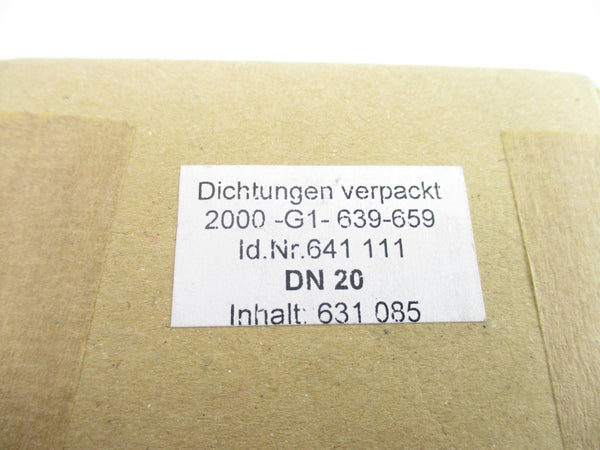 Dichtungen verpackt
2000 -G1- 639-659
Id.Nr.641 111
DN 20
Inhalt: 631 085